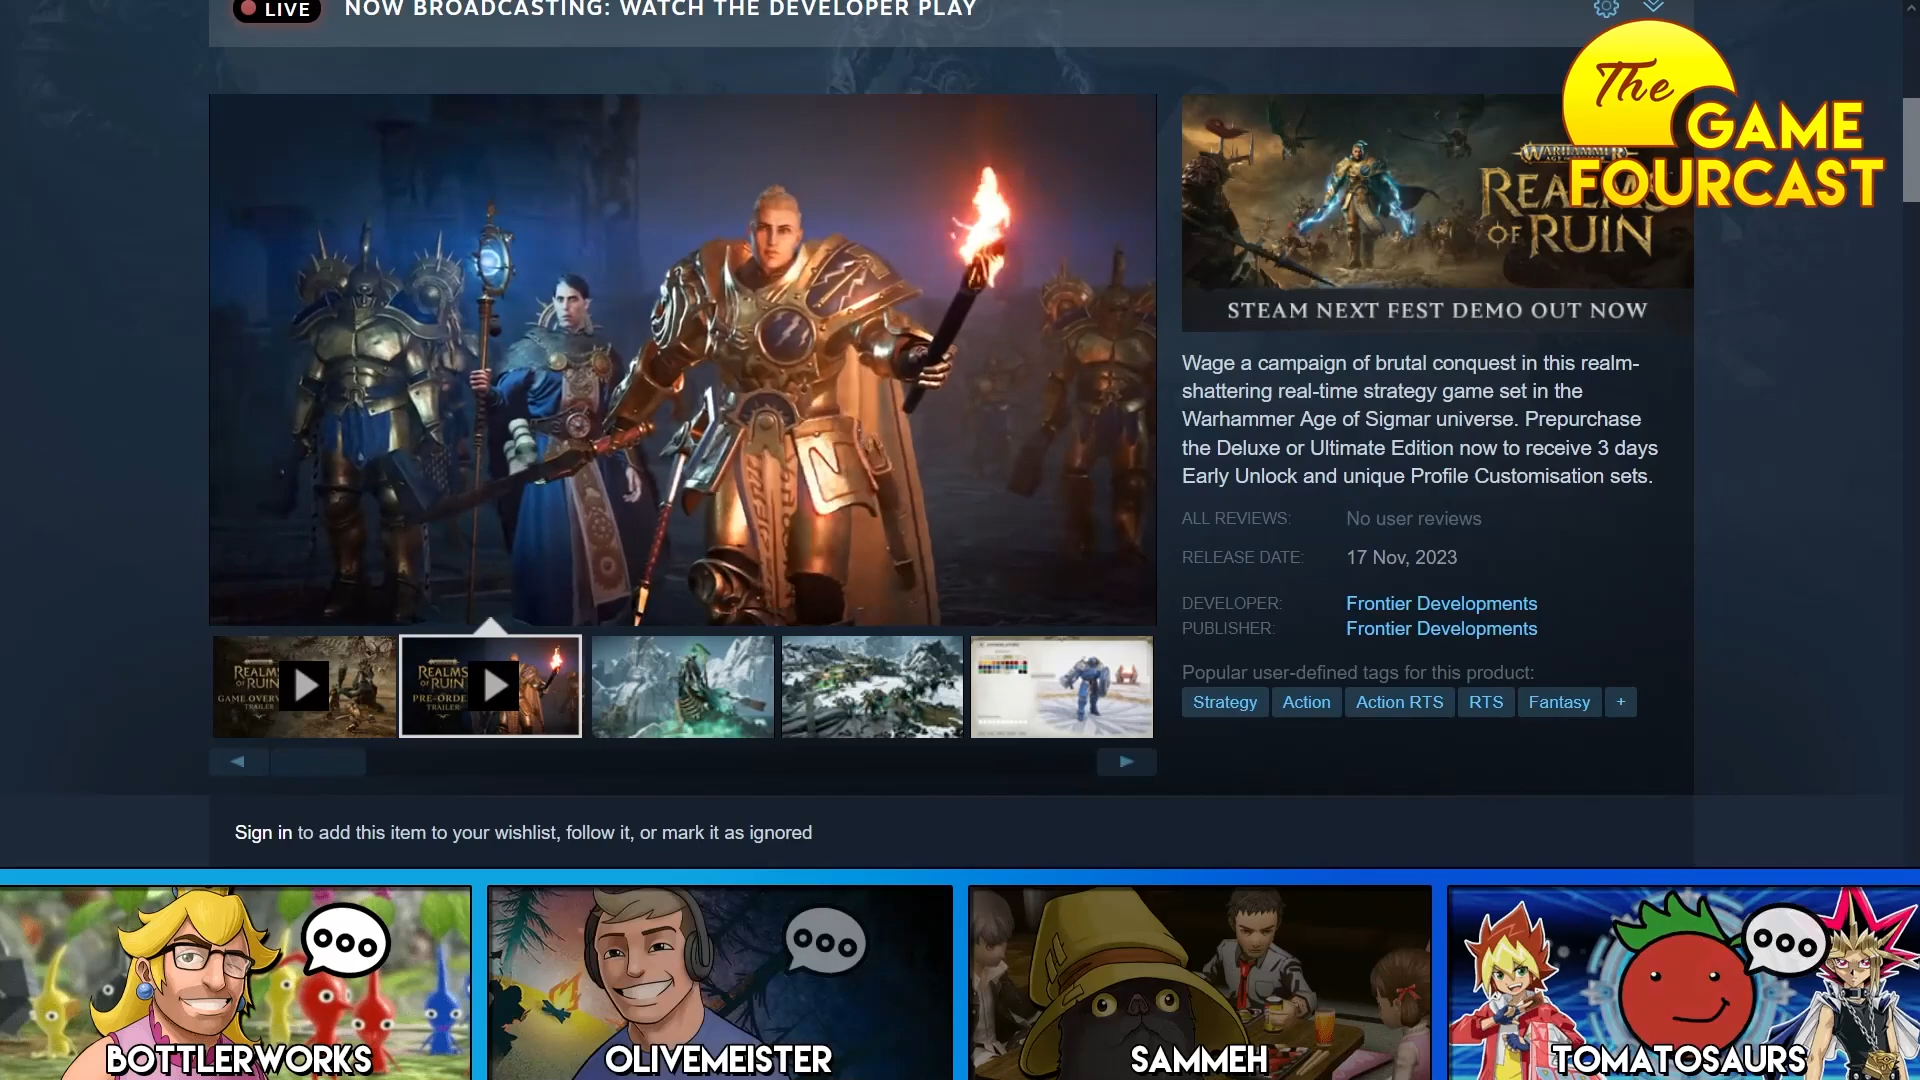 LIVE
NOW BROADCASTING: WATCH THE DEVELOPER PLAY
The
GAME
FOURCAST
WARHAMMER
REALMS
OF RUIN
STEAM NEXT FEST DEMO OUT NOW
Wage a campaign of brutal conquest in this realm-
shattering real-time strategy game set in the
Warhammer Age of Sigmar universe. Prepurchase
the Deluxe or Ultimate Edition now to receive 3 days
Early Unlock and unique Profile Customisation sets.
ALL REVIEWS: No user reviews
RELEASE DATE: 17 Nov, 2023
DEVELOPER: Frontier Developments
PUBLISHER: Frontier Developments
Popular user-defined tags for this product:
Strategy Action Action RTS RTS Fantasy +
REALMS
OF RUIN
TRAILER
REALMS
OF RUIN
PRE-ORDER
TRAILER
Sign in to add this item to your wishlist, follow it, or mark it as ignored
BOTTLERWORKS
OLIVEMEISTER
SAMMEH
TOMATOSAURS